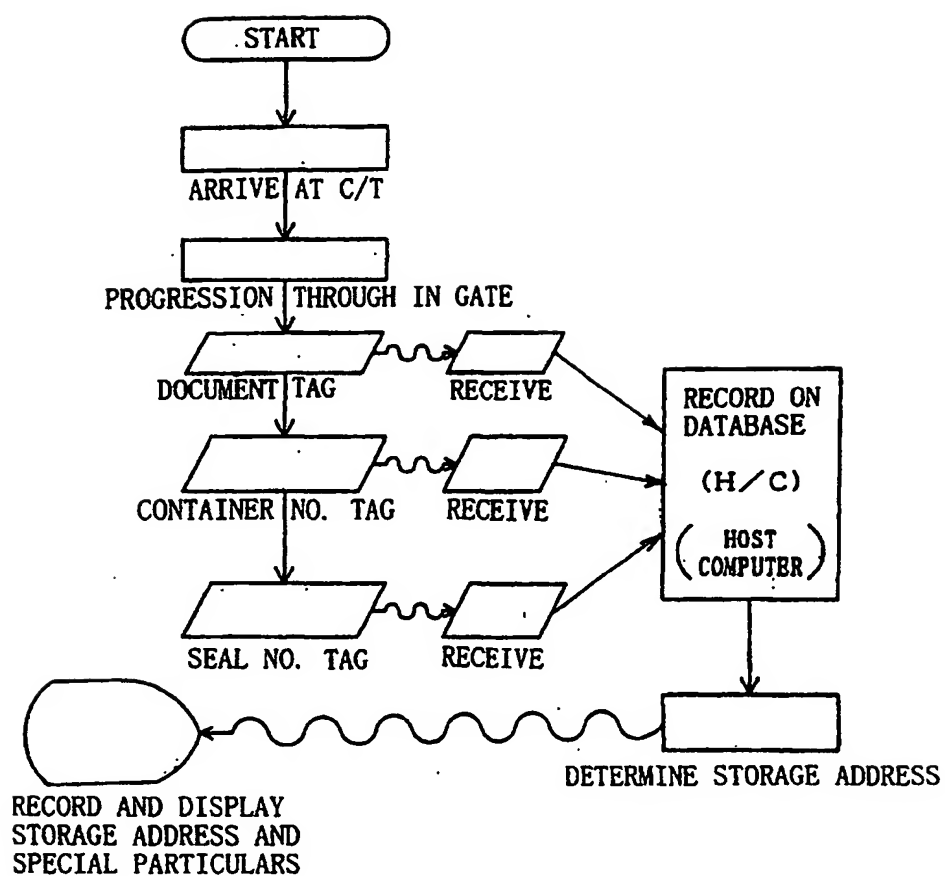 START
ARRIVE AT C/T
PROGRESSION THROUGH IN GATE
DOCUMENT TAG
RECEIVE
CONTAINER NO. TAG
RECEIVE
SEAL NO. TAG
RECEIVE
RECORD ON
DATABASE
(H/C)
(HOST
COMPUTER)
DETERMINE STORAGE ADDRESS
RECORD AND DISPLAY
STORAGE ADDRESS AND
SPECIAL PARTICULARS